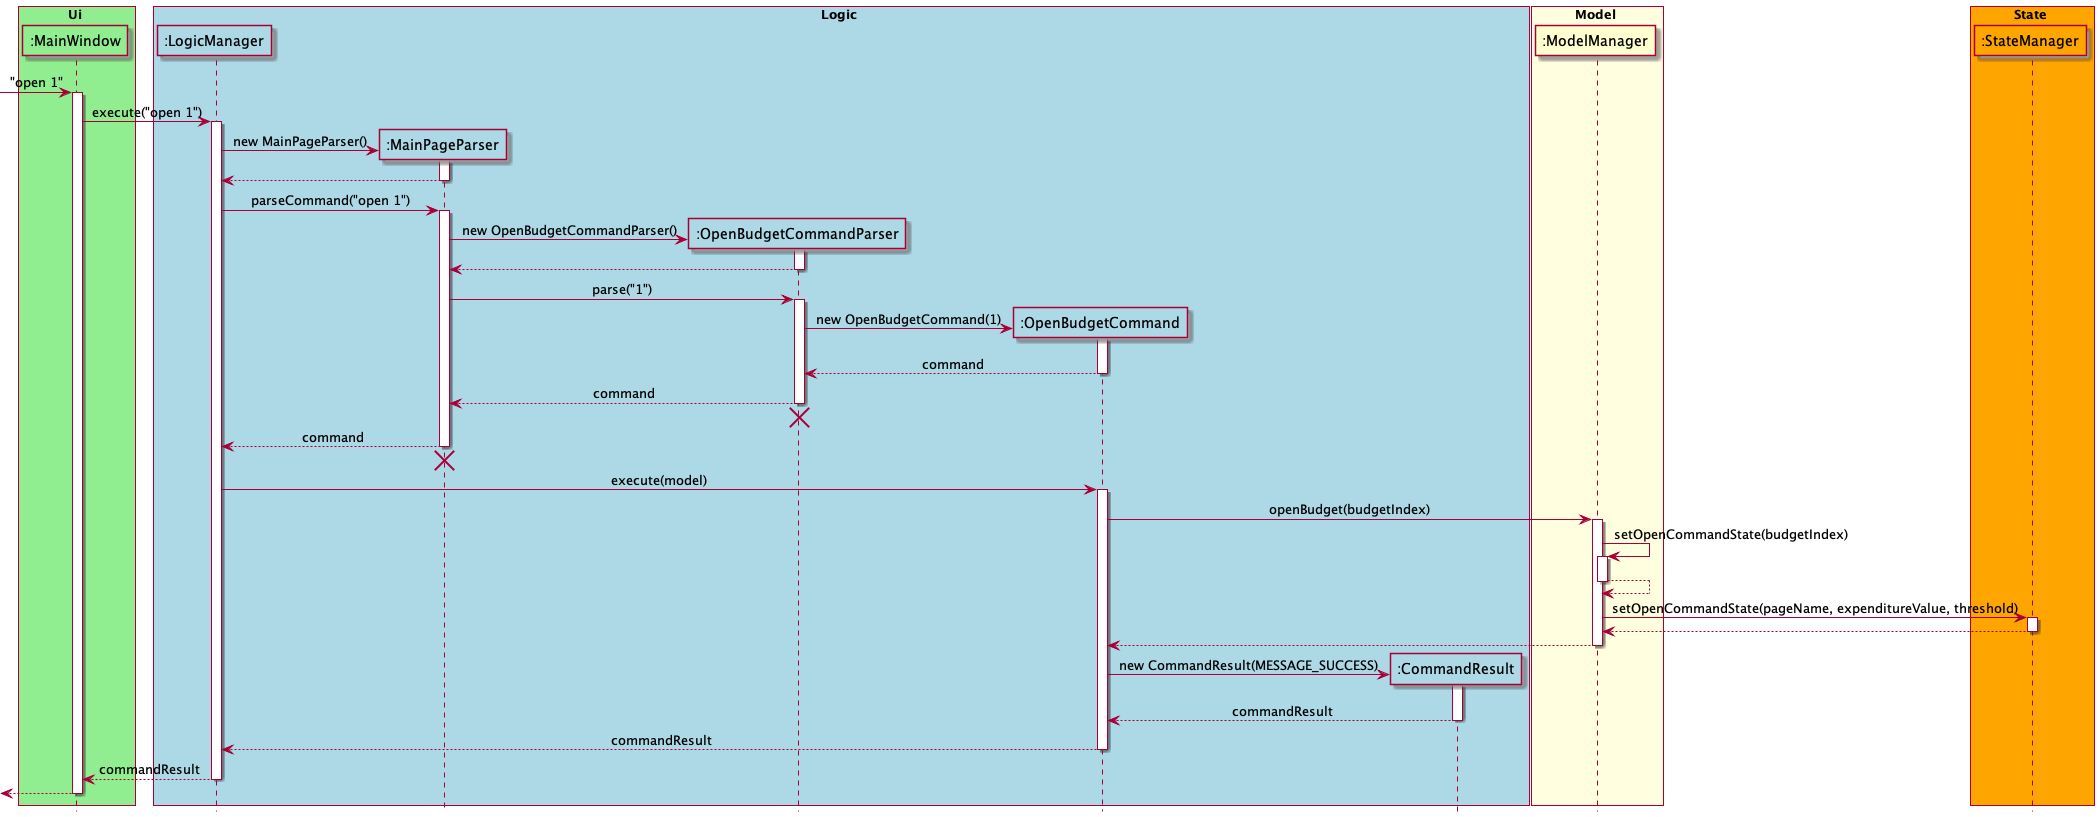 Ui
Logic
Model
State
:MainWindow
:LogicManager
:ModelManager
:StateManager
"open 1"
execute("open 1")
new MainPageParser()
:MainPageParser
parseCommand("open 1")
new OpenBudgetCommandParser()
:OpenBudgetCommandParser
parse("1")
new OpenBudgetCommand(1)
:OpenBudgetCommand
command
command
command
execute(model)
openBudget(budgetIndex)
setOpenCommandState(budgetIndex)
setOpenCommandState(pageName, expenditureValue, threshold)
new CommandResult(MESSAGE_SUCCESS)
:CommandResult
commandResult
commandResult
commandResult